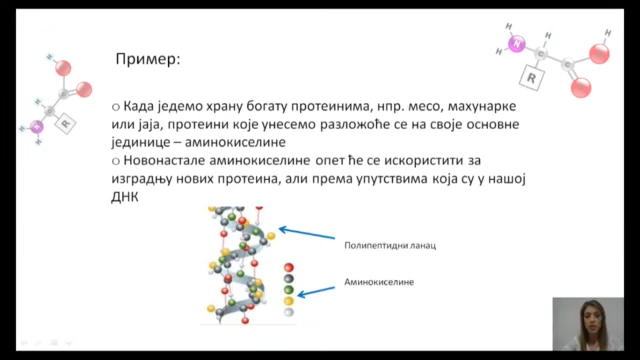 Пример:
о Када једемо храну богату протеинима, нпр. месо, махунарке
или јаја, протеини које унесемо разложоће се на своје основне
јединице – аминокиселине
о Новонастале аминокиселине опет ће се искористити за
изградњу нових протеина, али према упутствима која су у нашој
ДНК
Полипептидни ланац
Аминокиселине
H
N
H
C
C
H
R
H
N
C
C
R